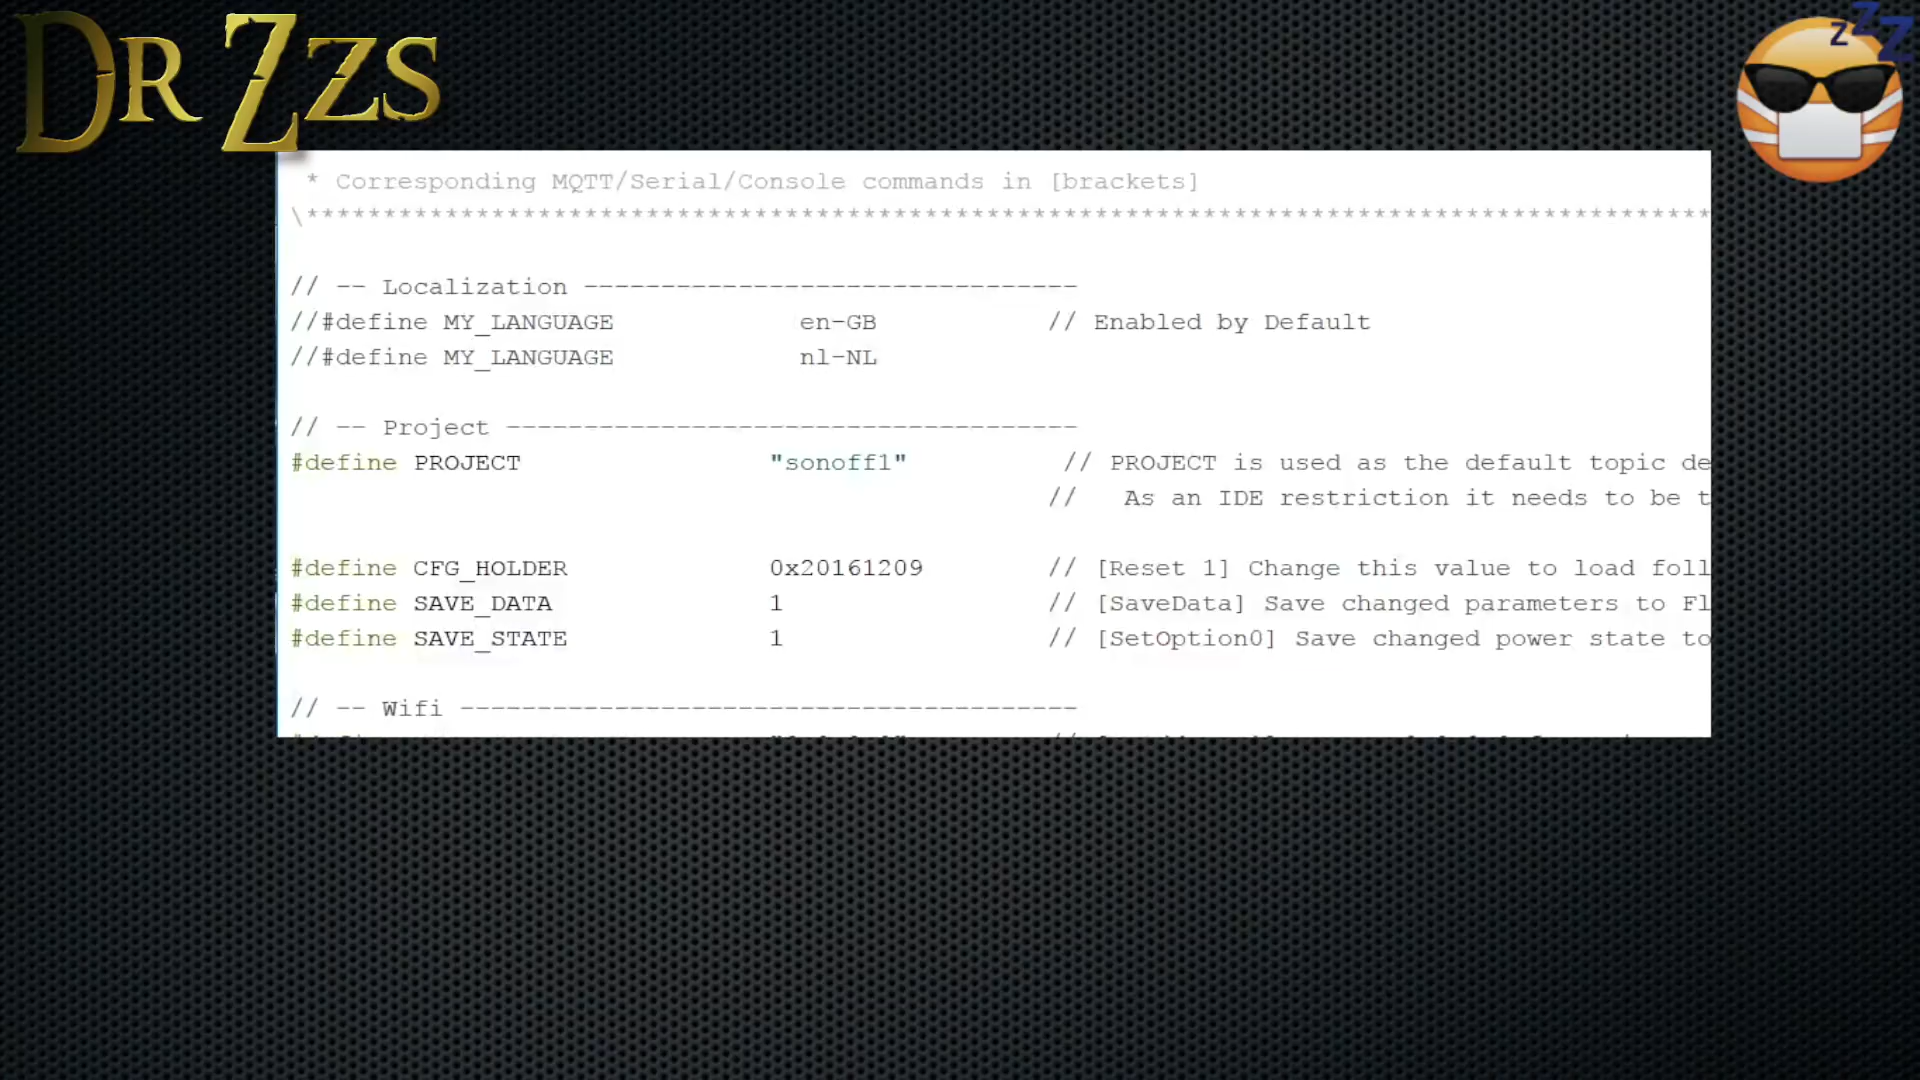 DR ZZS
z Z Z
* Corresponding MQTT/Serial/Console commands in [brackets]
\*******************************************************************************************
// -- Localization --------------------------------
//#define MY_LANGUAGE            en-GB           // Enabled by Default
//#define MY_LANGUAGE            nl-NL
// -- Project -------------------------------------
#define PROJECT                "sonoff1"          // PROJECT is used as the default topic de
//   As an IDE restriction it needs to be t
#define CFG_HOLDER             0x20161209        // [Reset 1] Change this value to load foll
#define SAVE_DATA              1                 // [SaveData] Save changed parameters to Fl
#define SAVE_STATE             1                 // [SetOption0] Save changed power state to
// -- Wifi ----------------------------------------